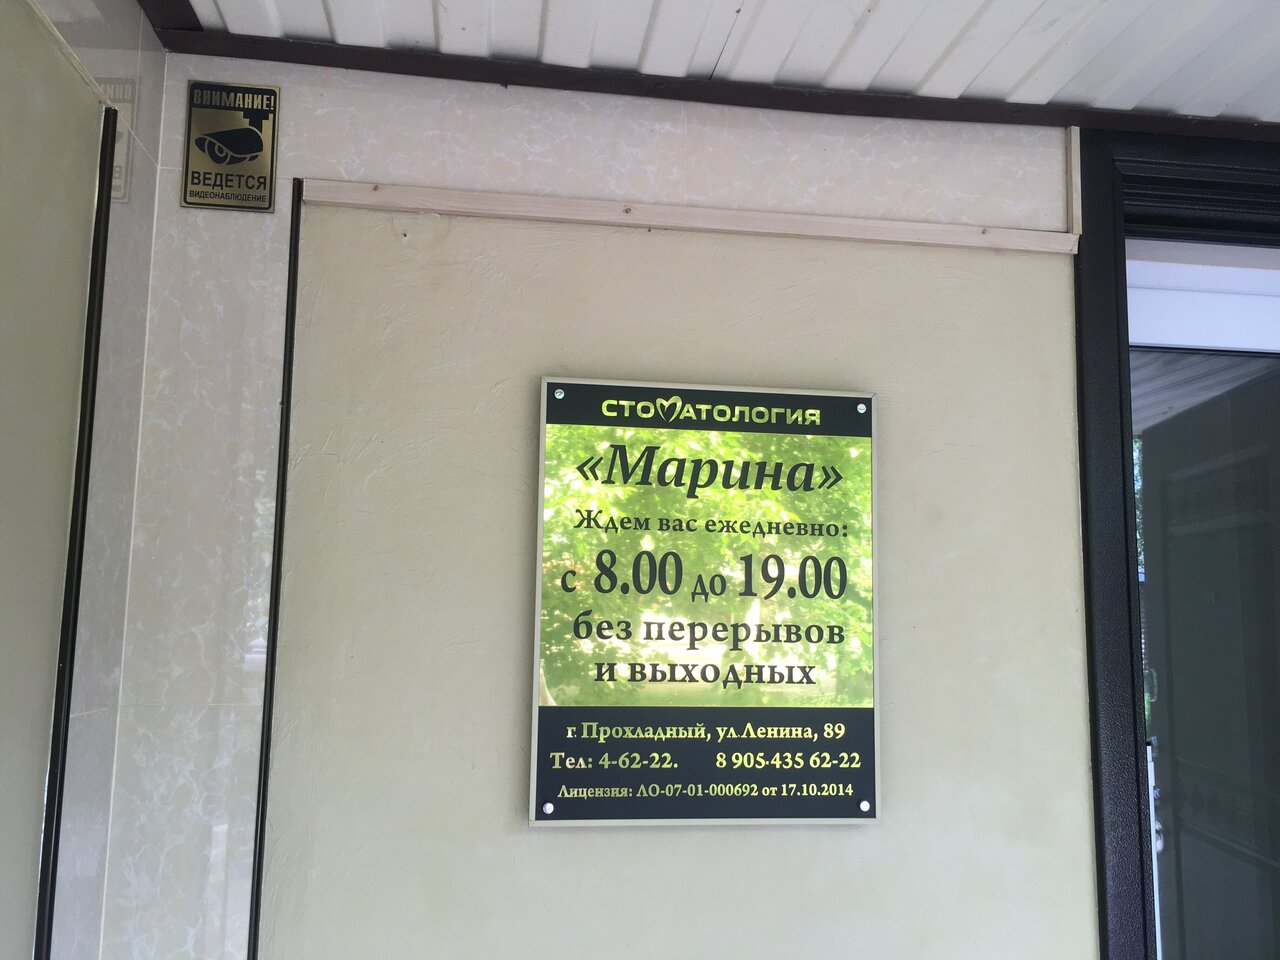 ВНИМАНИЕ!
ВЕДЕТСЯ
ВИДЕОНАБЛЮДЕНИЕ
СТОМАТОЛОГИЯ
«Марина»
Ждем вас ежедневно:
с 8.00 до 19.00
без перерывов
и выходных
г. Прохладный, ул.Ленина, 89
Тел: 4-62-22. 8 905-435 62-22
Лицензия: ЛО-07-01-000692 от 17.10.2014